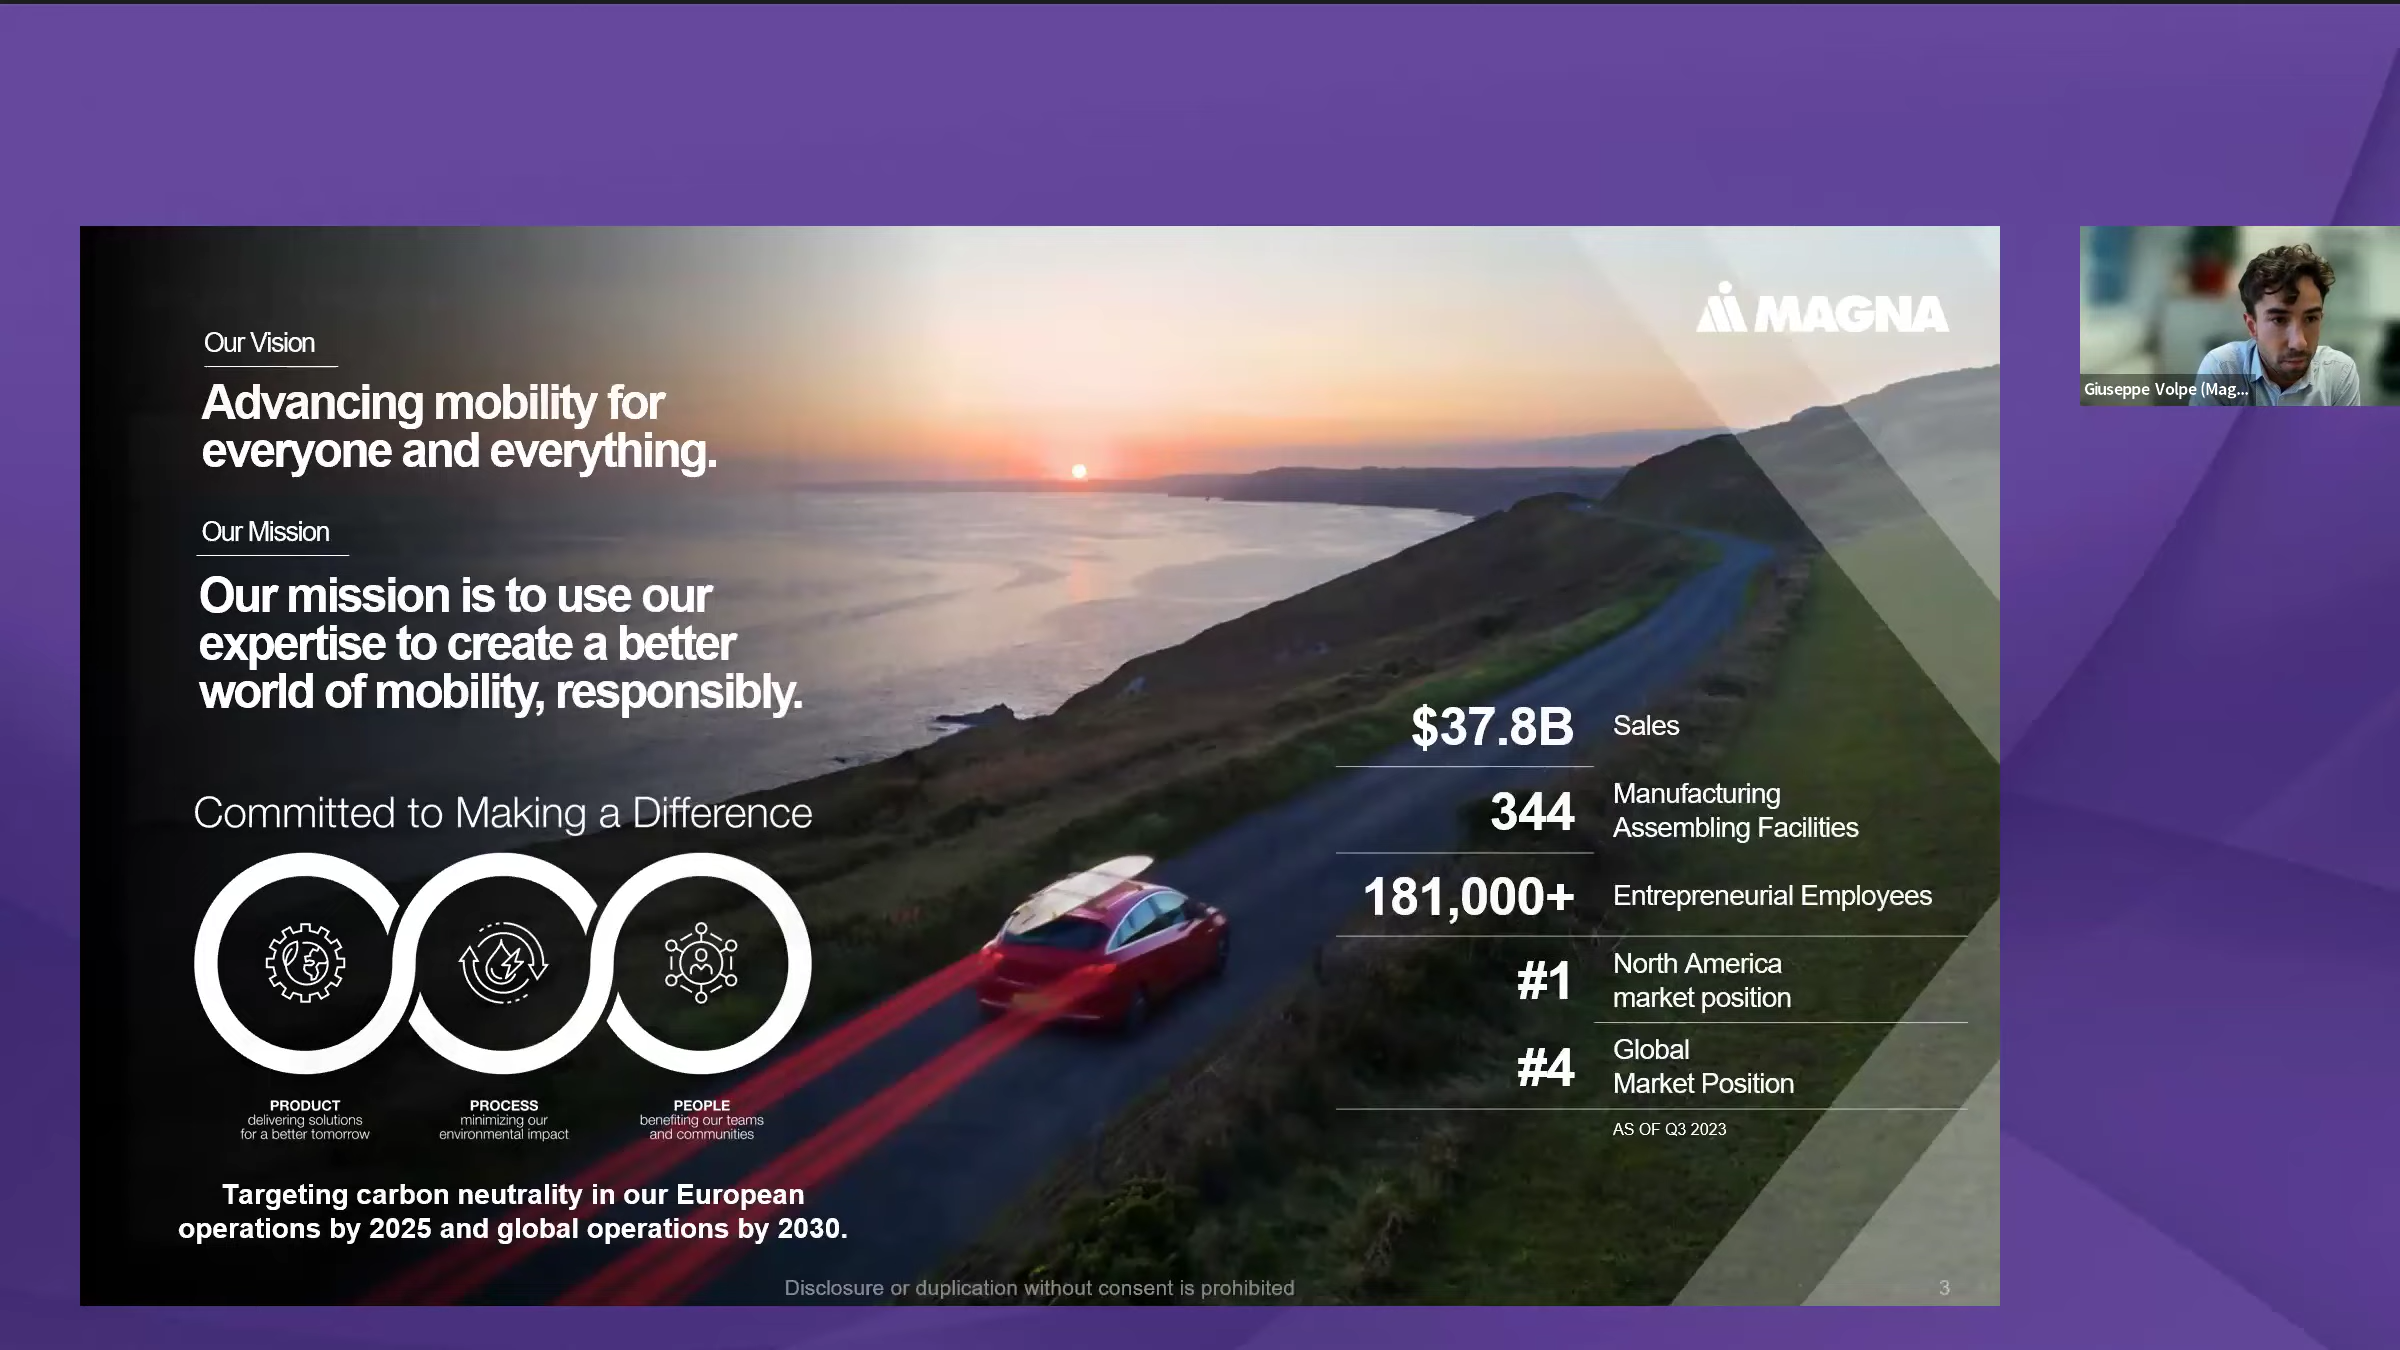 MAGNA
Our Vision
Advancing mobility for
everyone and everything.
Our Mission
Our mission is to use our
expertise to create a better
world of mobility, responsibly.
Committed to Making a Difference
PRODUCT
delivering solutions
for a better tomorrow
PROCESS
minimizing our
environmental impact
PEOPLE
benefiting our teams
and communities
Targeting carbon neutrality in our European
operations by 2025 and global operations by 2030.
$37.8B Sales
344 Manufacturing
Assembling Facilities
181,000+ Entrepreneurial Employees
#1 North America
market position
#4 Global
Market Position
AS OF Q3 2023
Disclosure or duplication without consent is prohibited
3
Giuseppe Volpe (Mag...